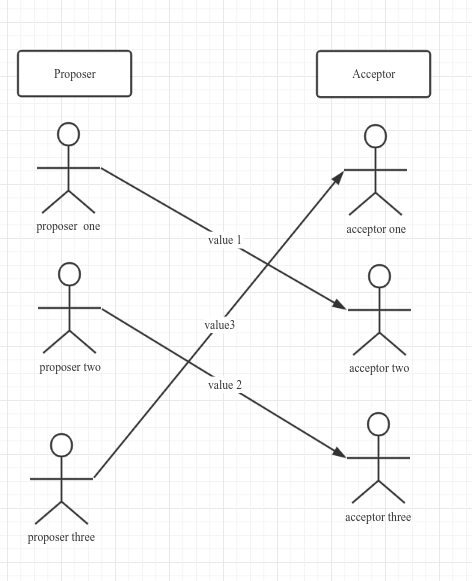 Proposer
Acceptor
proposer one
acceptor one
value 1
value3
proposer two
acceptor two
value 2
proposer three
acceptor three